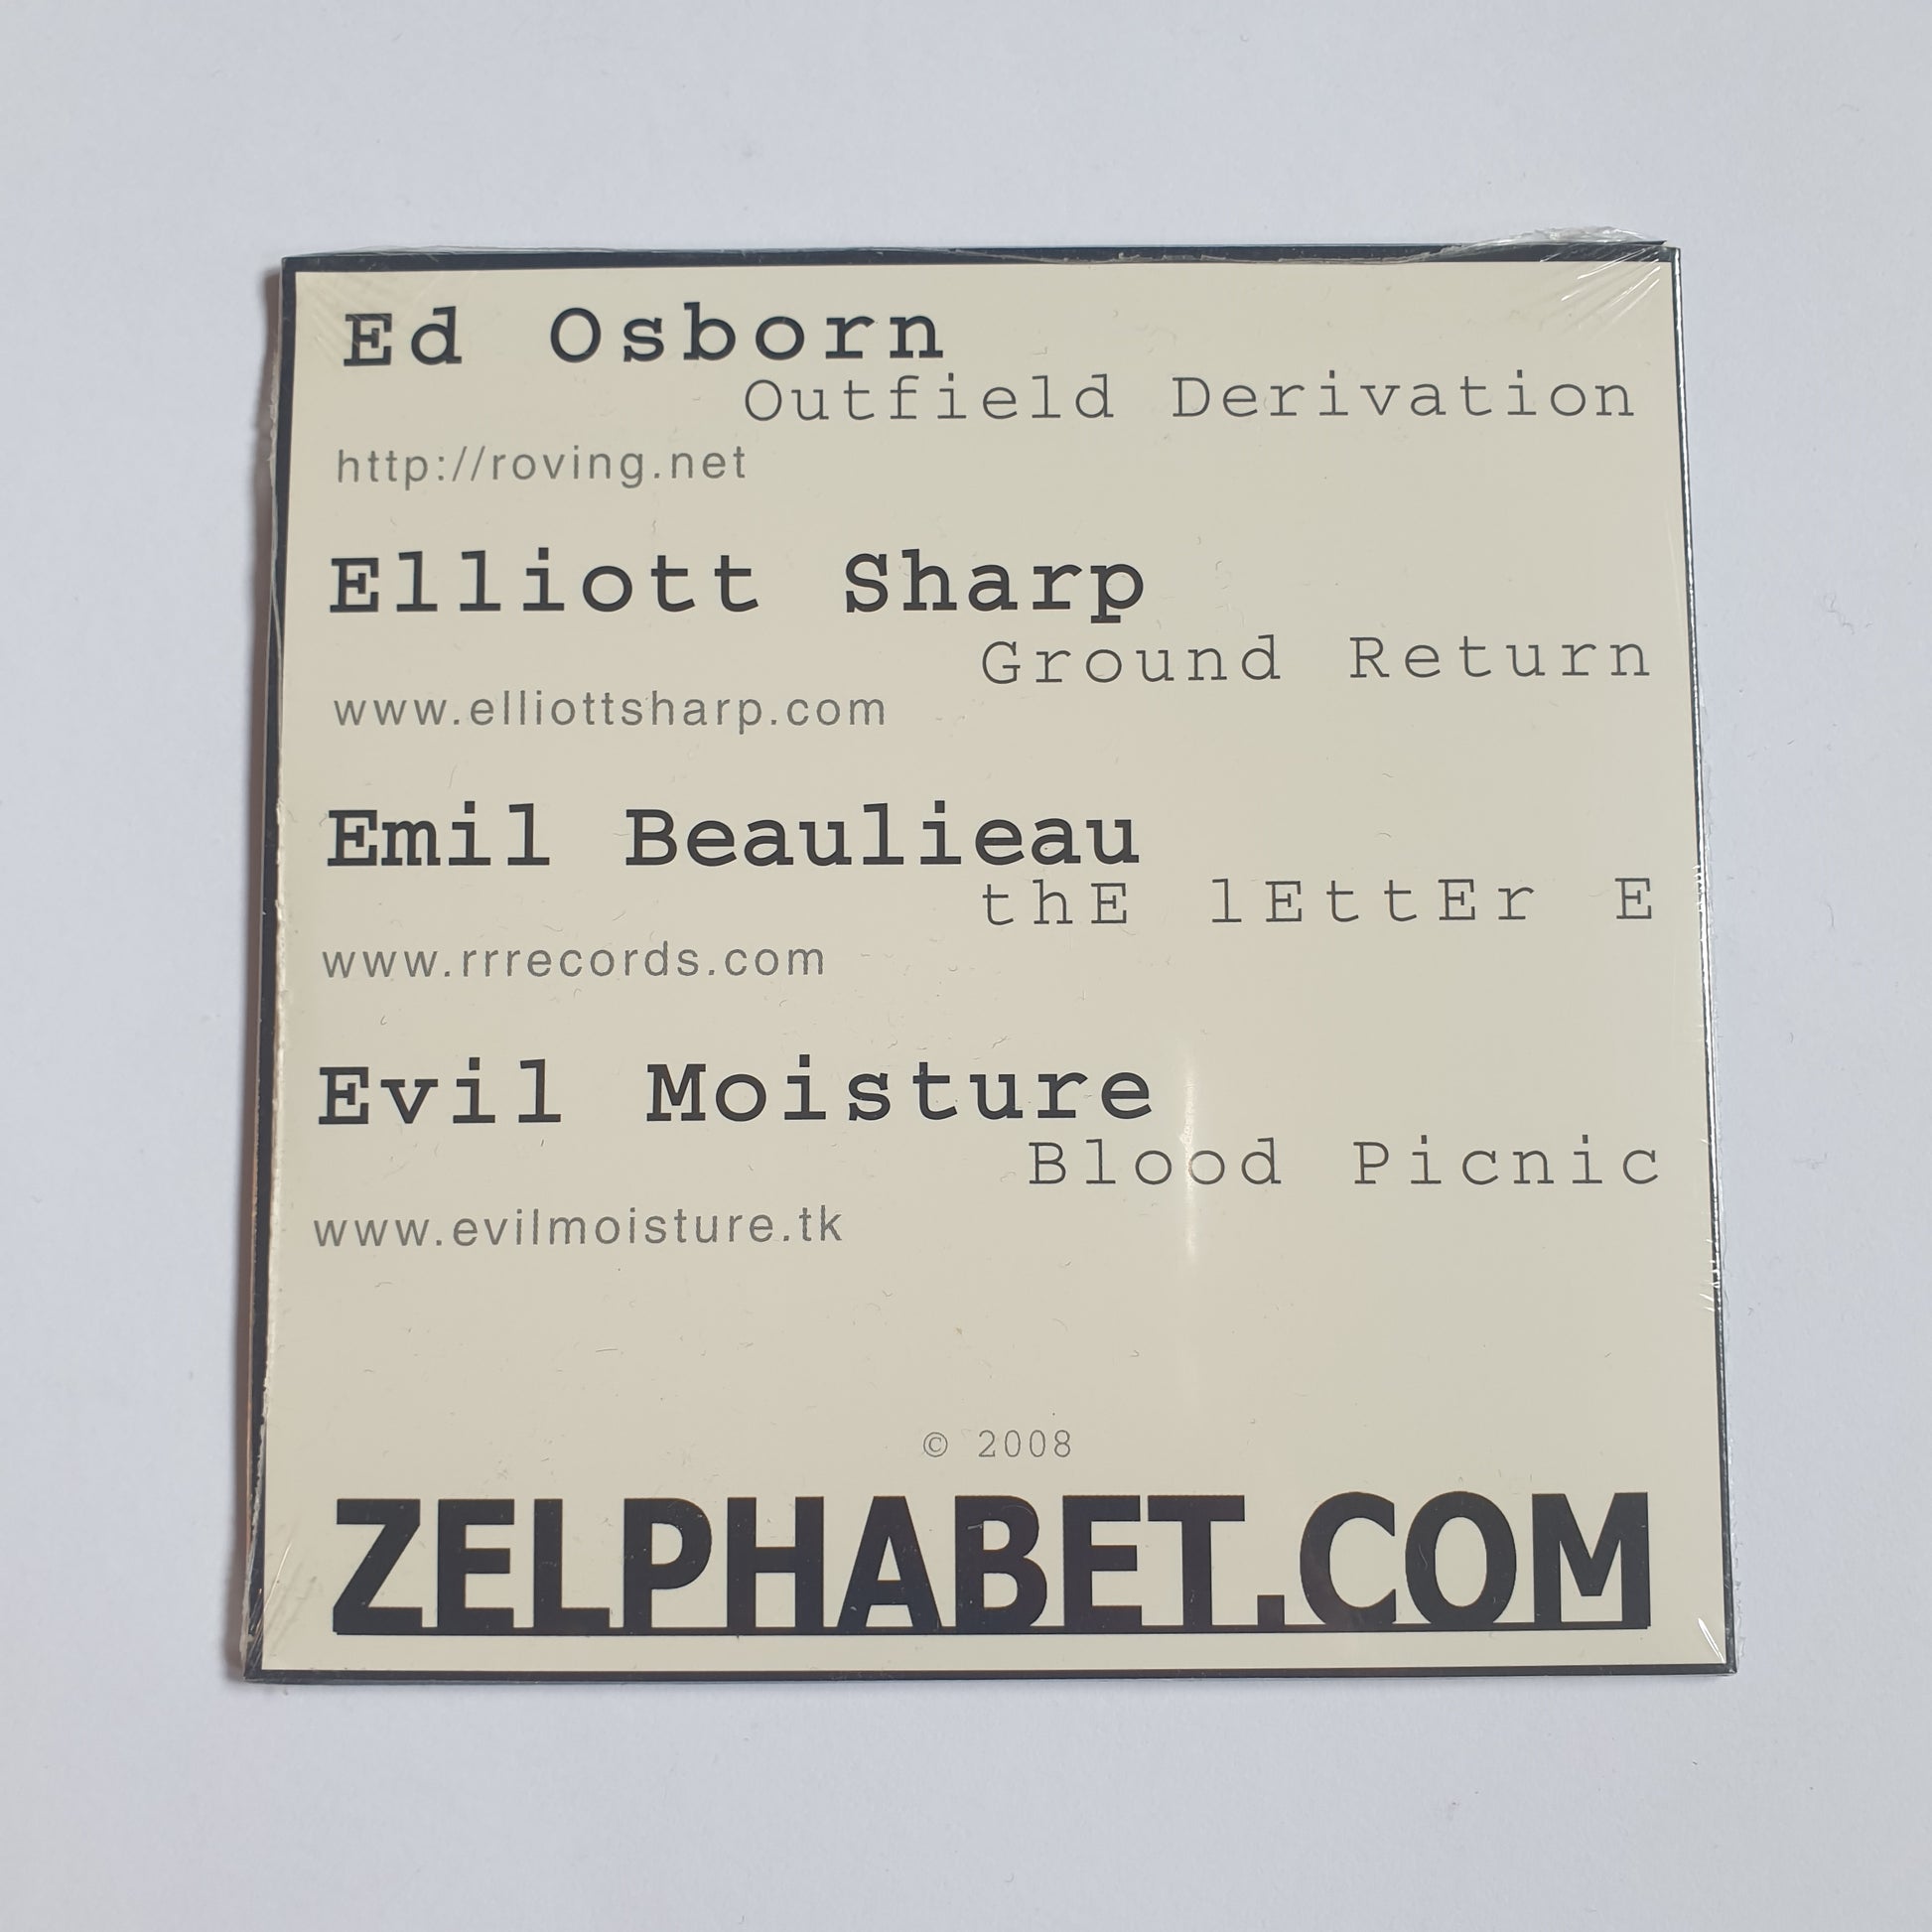 Ed Osborn
Outfield Derivation
http://roving.net
Elliott Sharp
Ground Return
www.elliottsharp.com
Emil Beaulieau
thE lEttEr E
www.rrrecords.com
Evil Moisture
Blood Picnic
www.evilmoisture.tk
© 2008
ZELPHABET.COM